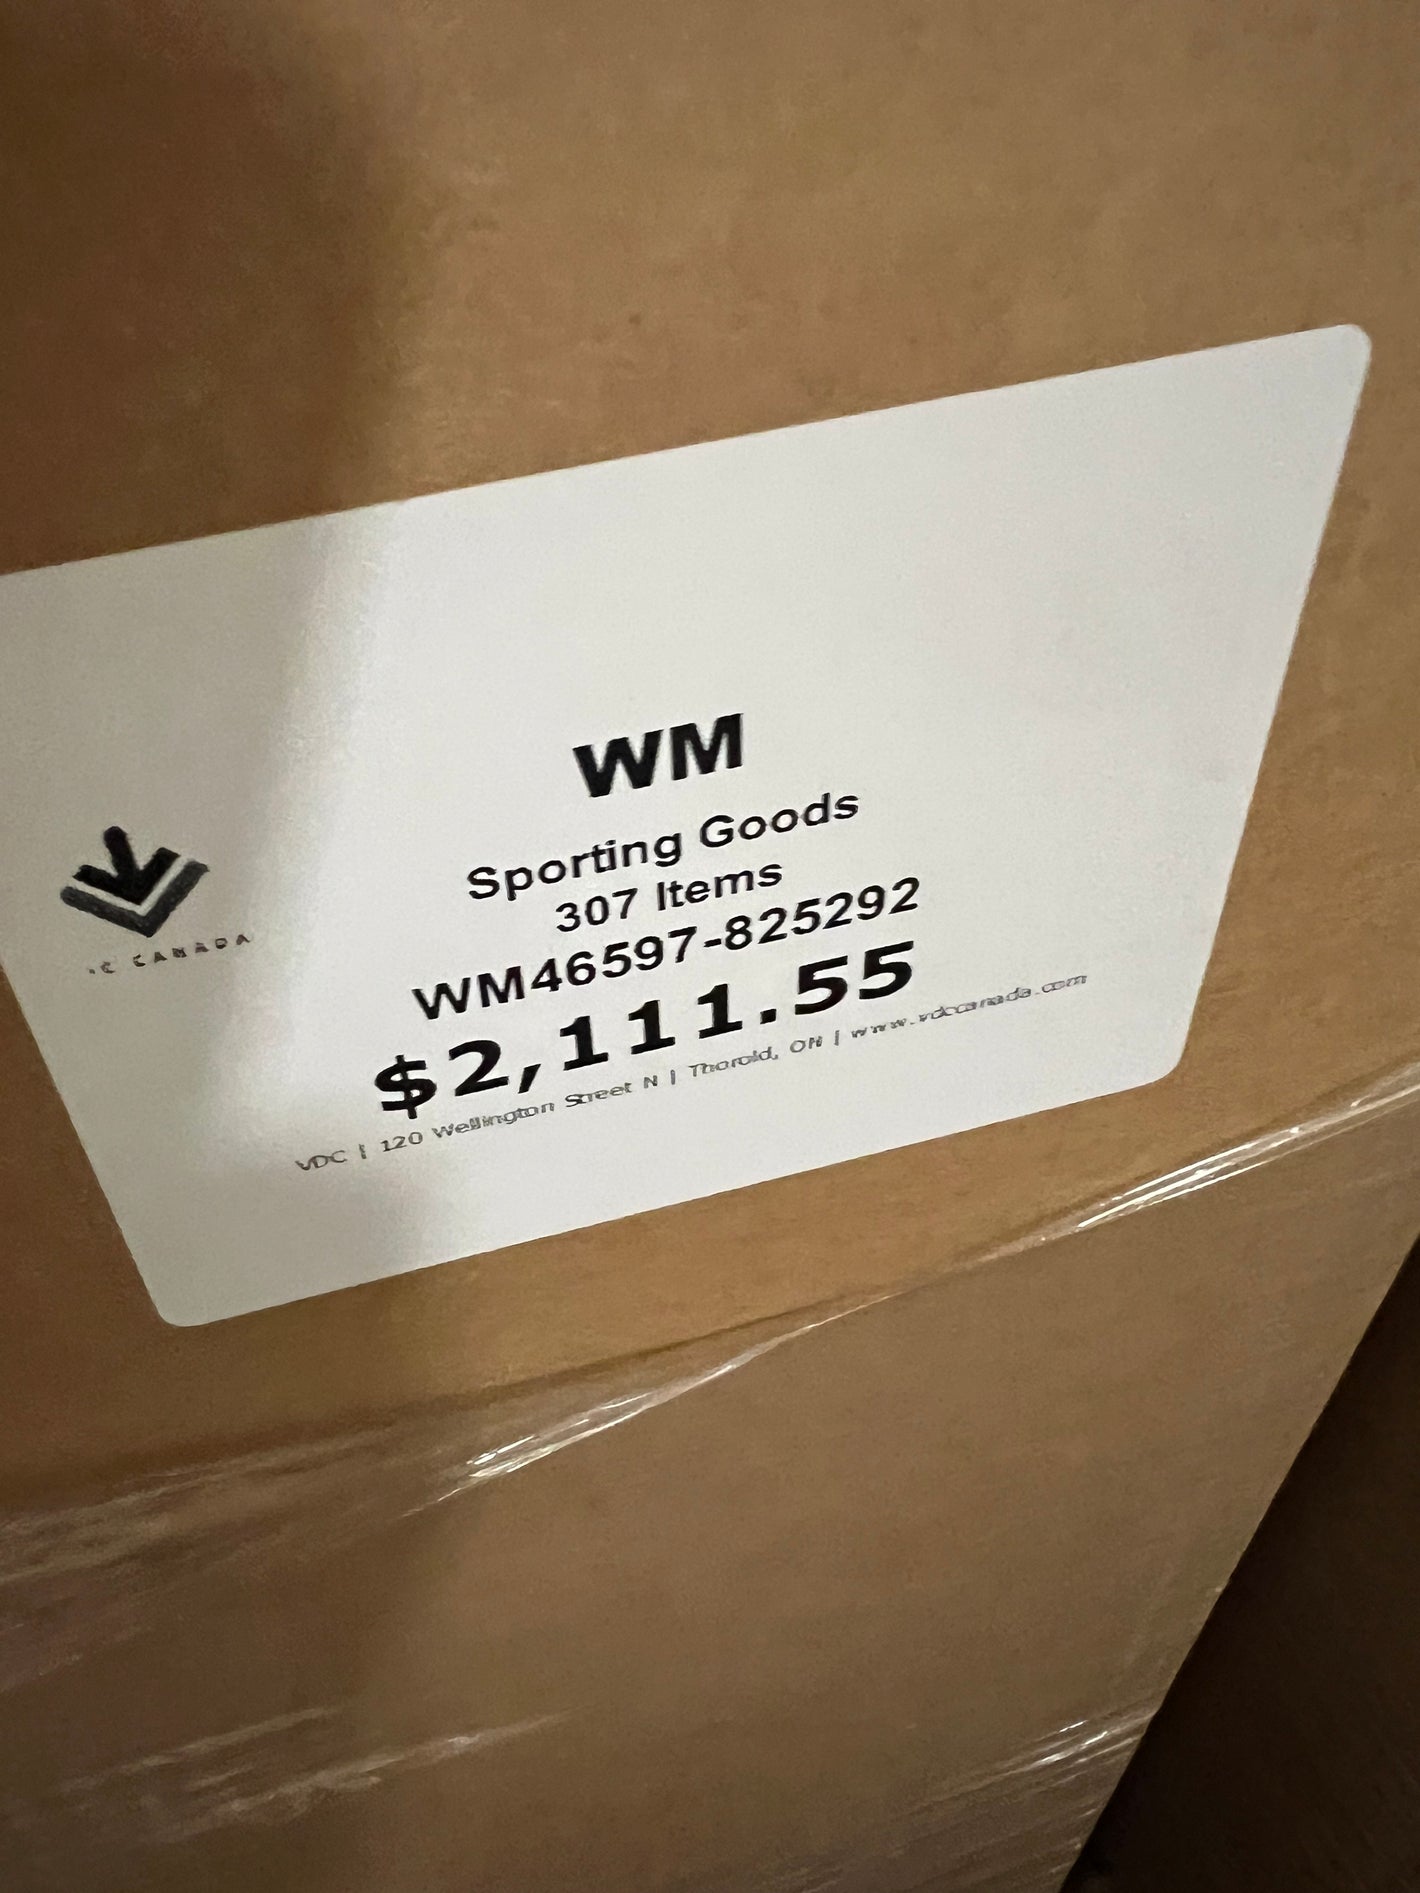 WM
Sporting Goods
307 Items
WM46597-825292
$2,111.55
VDC | 120 Wellington Street N | Thorold, ON | www.vdccanada.com
CANADA